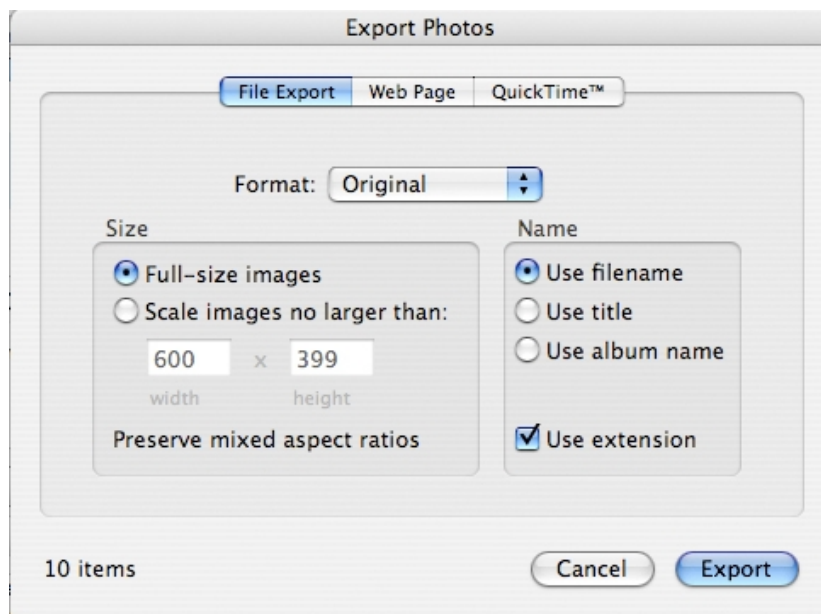 Export Photos
File Export Web Page QuickTime™
Format: Original
Size
Full-size images
Scale images no larger than:
600 x 399
width height
Preserve mixed aspect ratios
Name
Use filename
Use title
Use album name
Use extension
10 items
Cancel Export